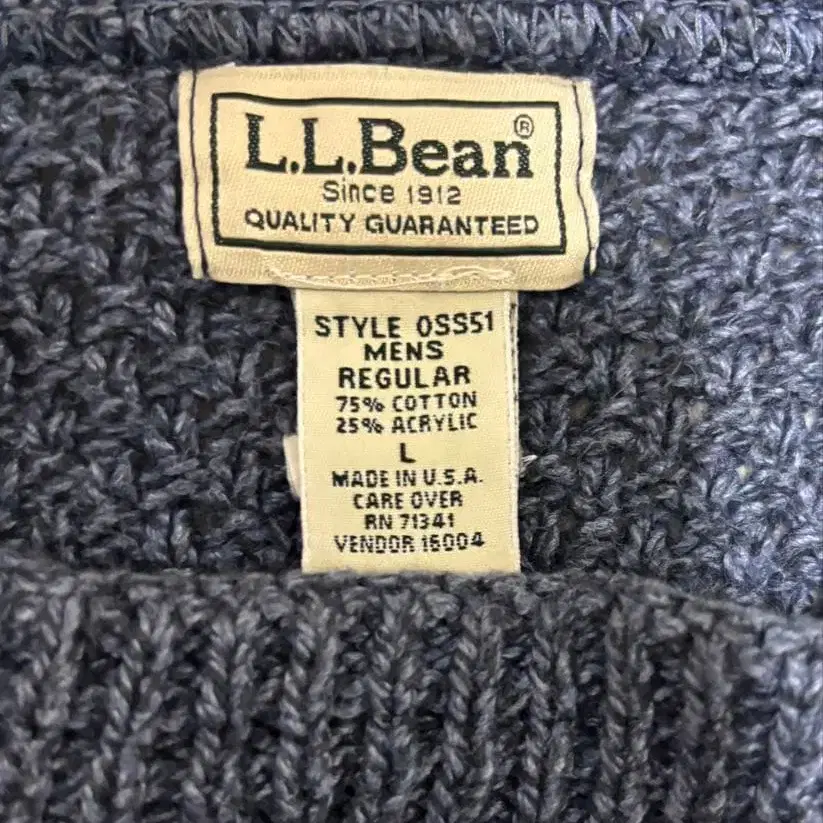 L.L.Bean®
Since 1912
QUALITY GUARANTEED
STYLE 0SS51
MENS
REGULAR
75% COTTON
25% ACRYLIC
L
MADE IN U.S.A.
CARE OVER
RN 71341
VENDOR 16004